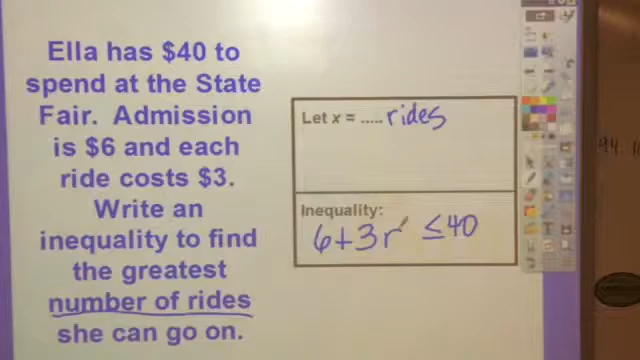 Ella has $40 to
spend at the State
Fair. Admission
is $6 and each
ride costs $3.
Write an
inequality to find
the greatest
number of rides
she can go on.
Let x = ..... rides
Inequality:
6+3r ≤40